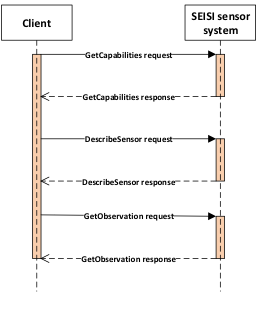 Client
SEISI sensor
system
GetCapabilities request
GetCapabilities response
DescribeSensor request
DescribeSensor response
GetObservation request
GetObservation response